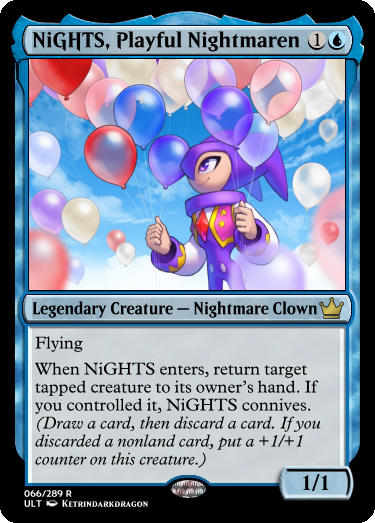 NiGHTS, Playful Nightmaren 1
Legendary Creature — Nightmare Clown
Flying
When NiGHTS enters, return target
tapped creature to its owner's hand. If
you controlled it, NiGHTS connives.
(Draw a card, then discard a card. If you
discarded a nonland card, put a +1/+1
counter on this creature.)
1/1
066/289 R
ULT KETRINDARKDRAGON